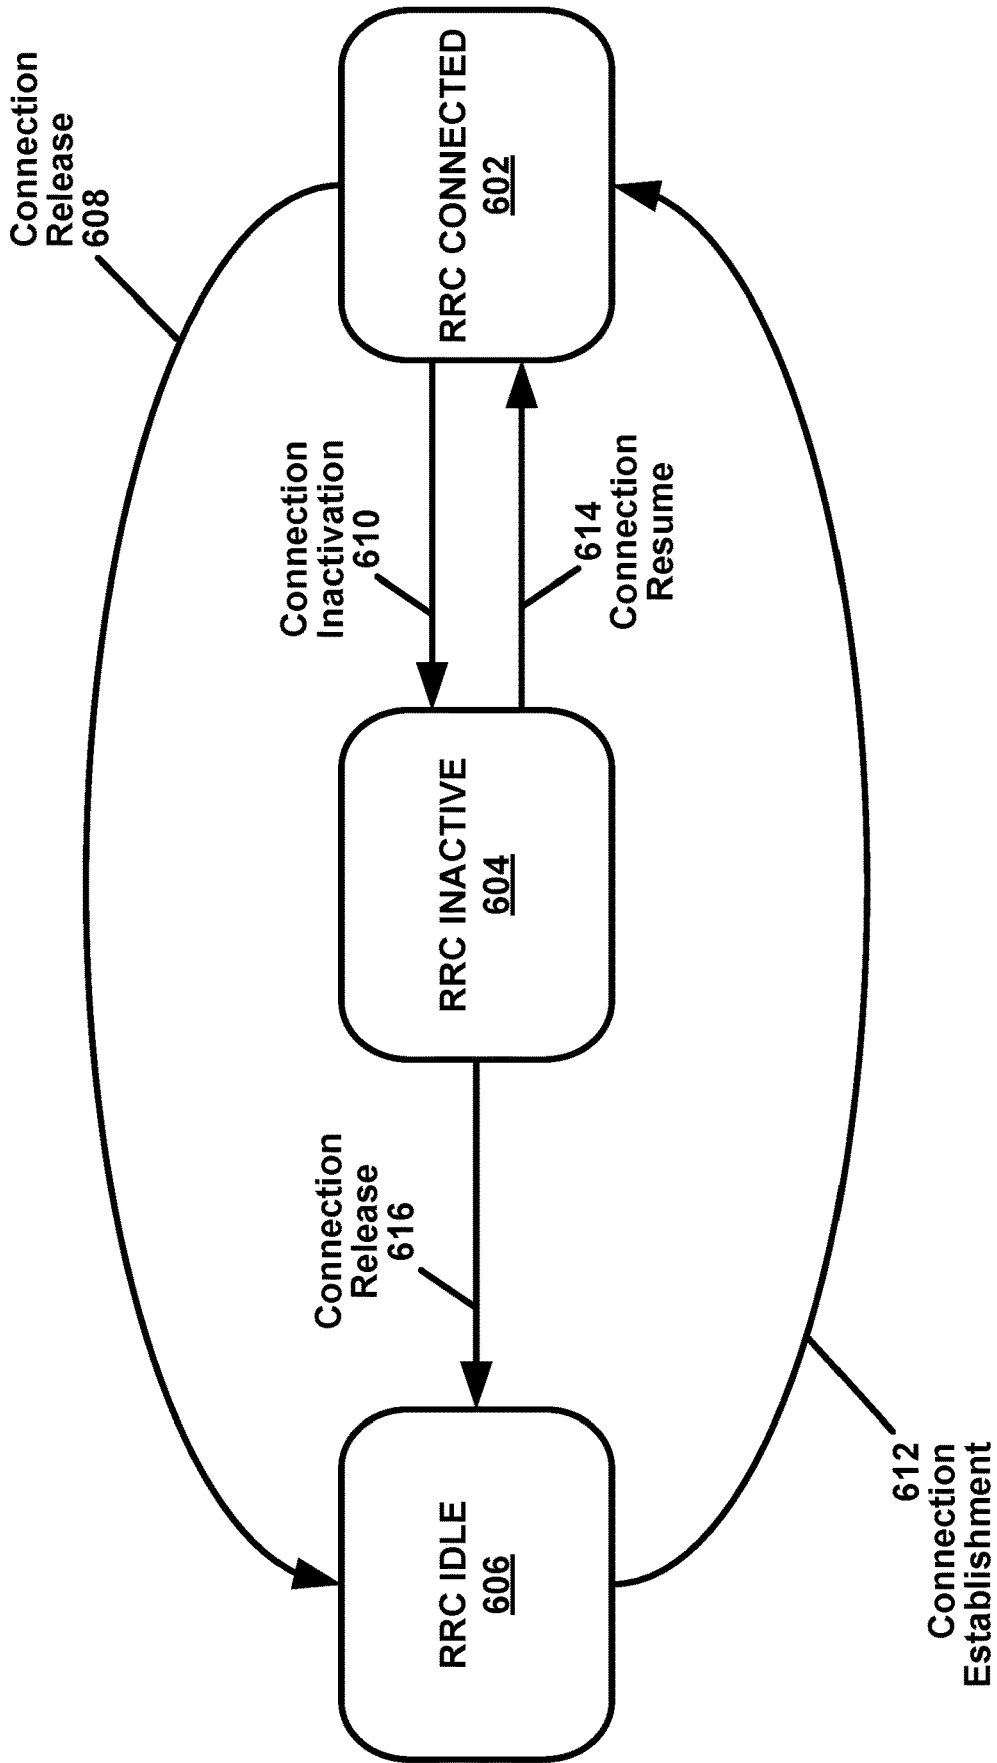 Connection
Release
608
RRC IDLE
606
Connection
Release
616
RRC INACTIVE
604
Connection
Inactivation
610
614
Connection
Resume
RRC CONNECTED
602
612
Connection
Establishment